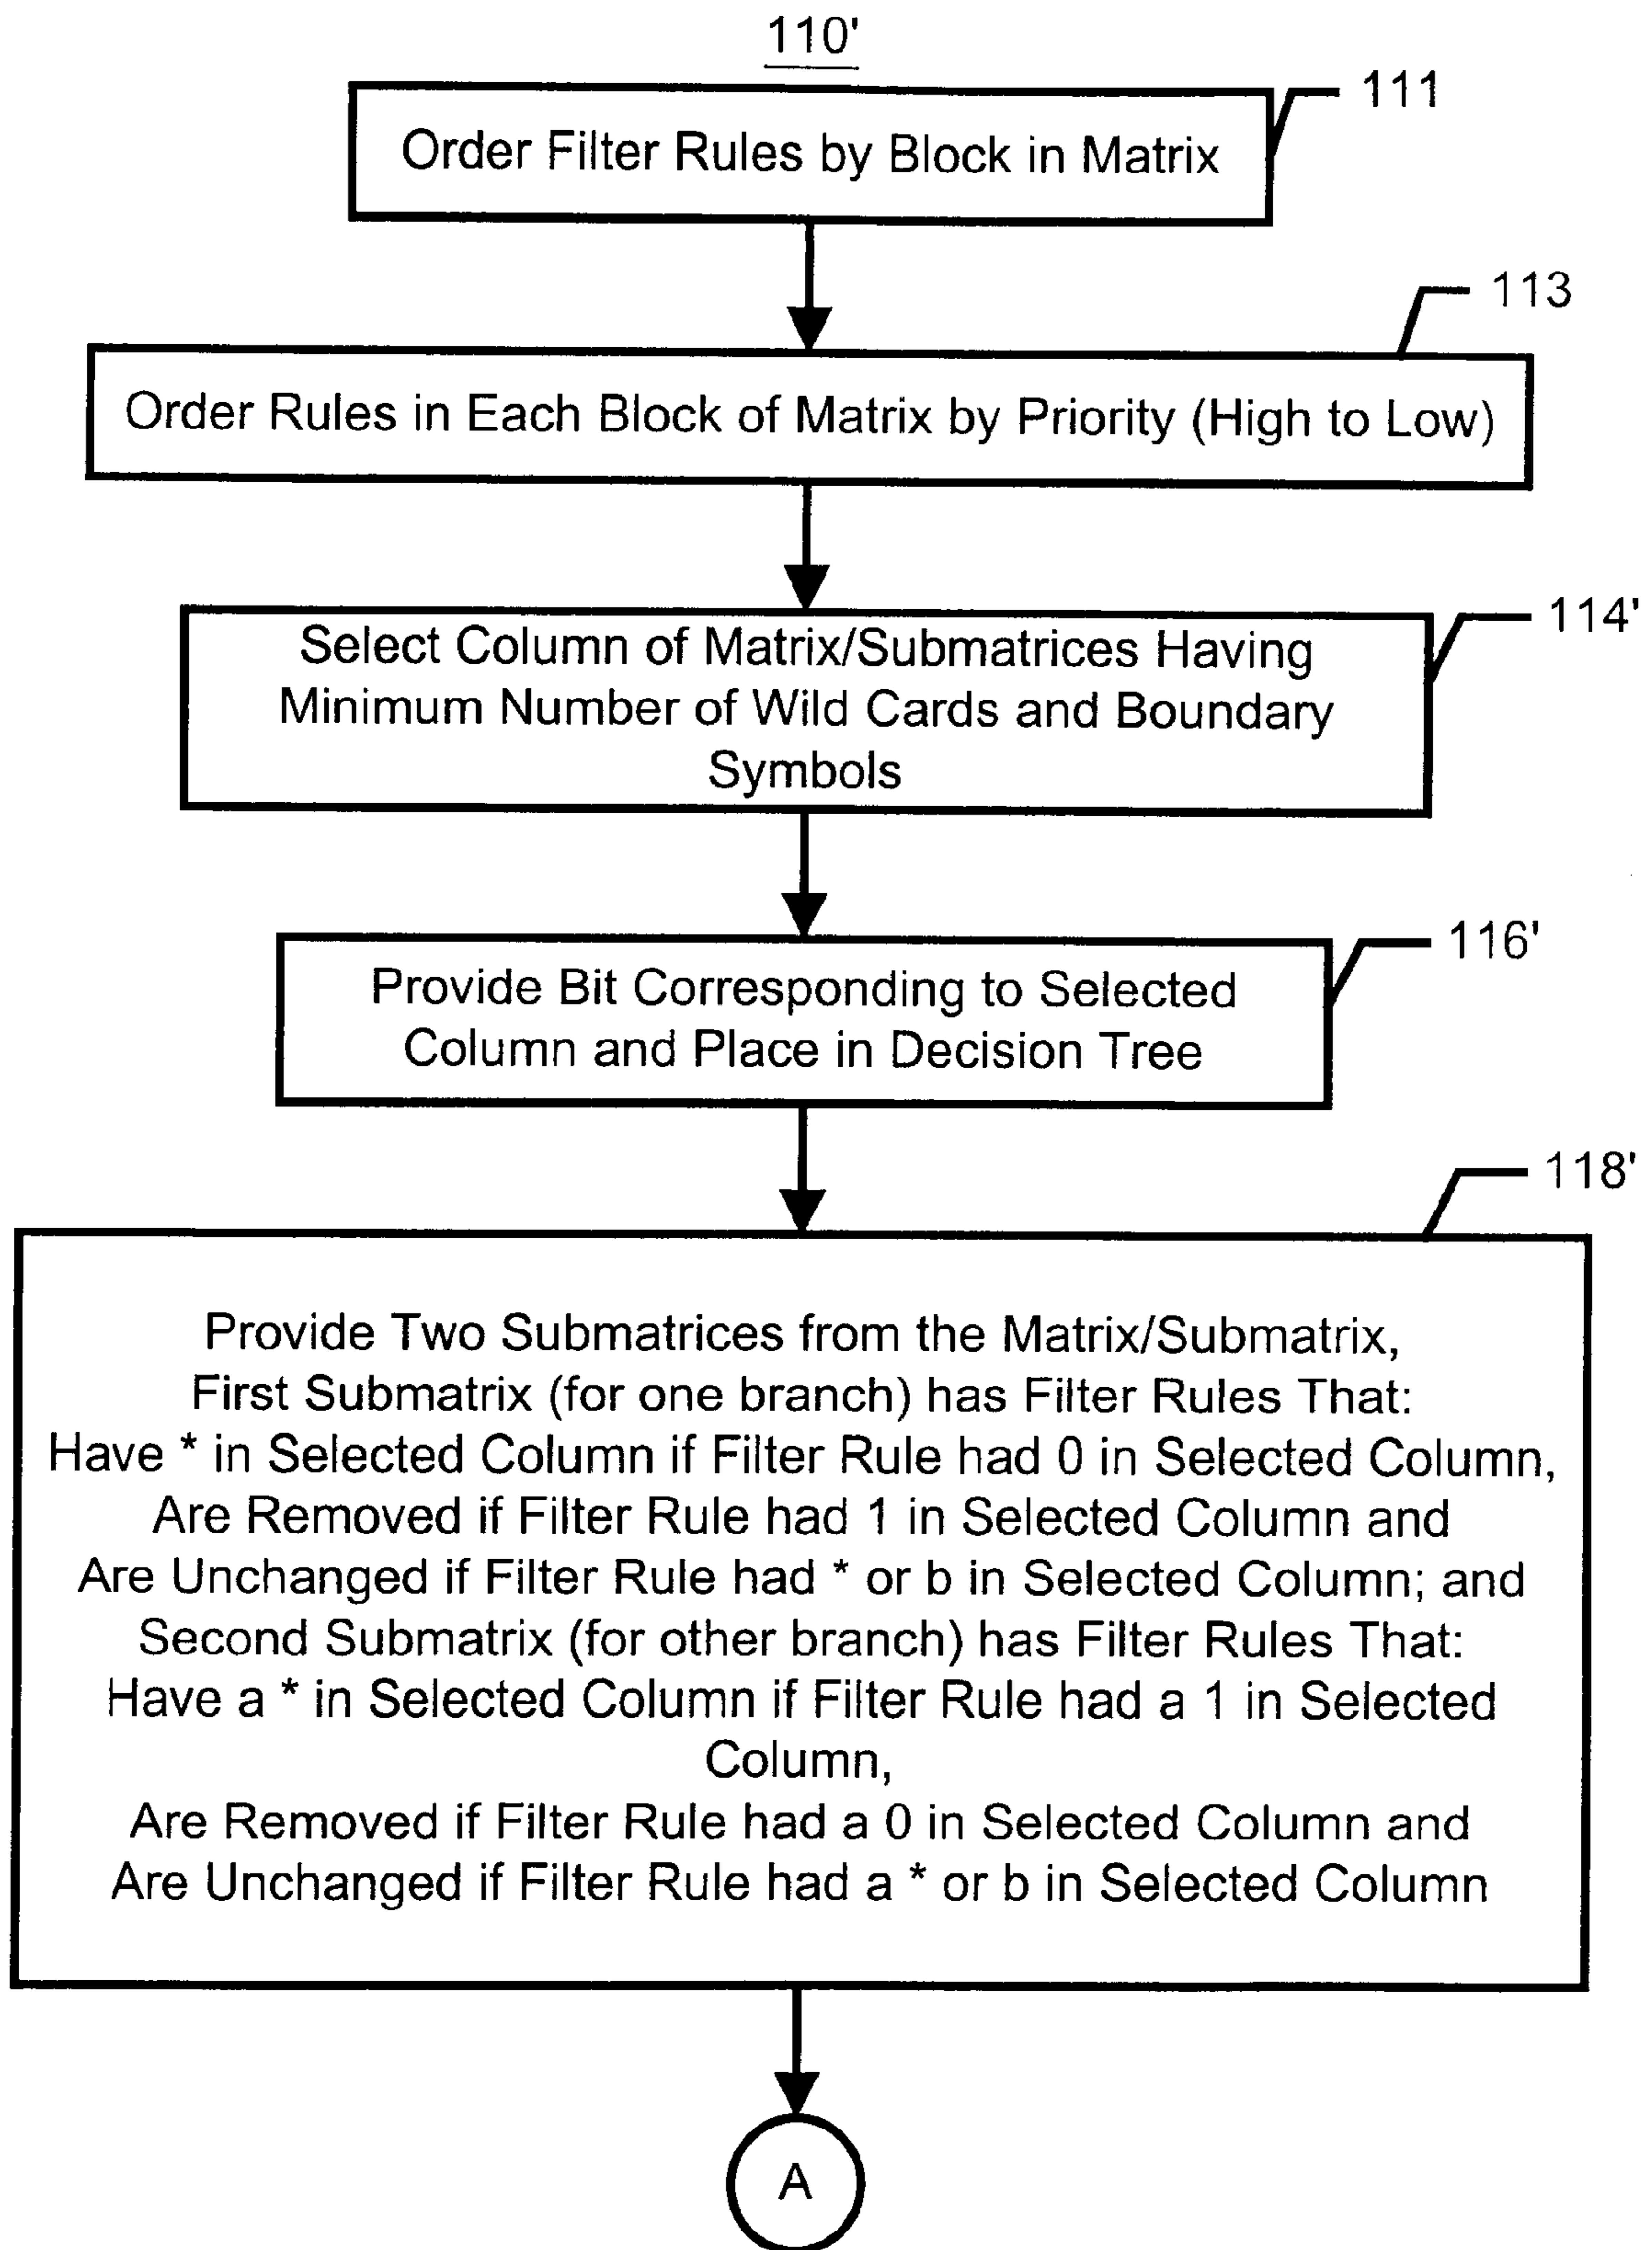 110'
111
Order Filter Rules by Block in Matrix
113
Order Rules in Each Block of Matrix by Priority (High to Low)
114'
Select Column of Matrix/Submatrices Having
Minimum Number of Wild Cards and Boundary
Symbols
116'
Provide Bit Corresponding to Selected
Column and Place in Decision Tree
118'
Provide Two Submatrices from the Matrix/Submatrix,
First Submatrix (for one branch) has Filter Rules That:
Have * in Selected Column if Filter Rule had 0 in Selected Column,
Are Removed if Filter Rule had 1 in Selected Column and
Are Unchanged if Filter Rule had * or b in Selected Column; and
Second Submatrix (for other branch) has Filter Rules That:
Have a * in Selected Column if Filter Rule had a 1 in Selected
Column,
Are Removed if Filter Rule had a 0 in Selected Column and
Are Unchanged if Filter Rule had a * or b in Selected Column
A